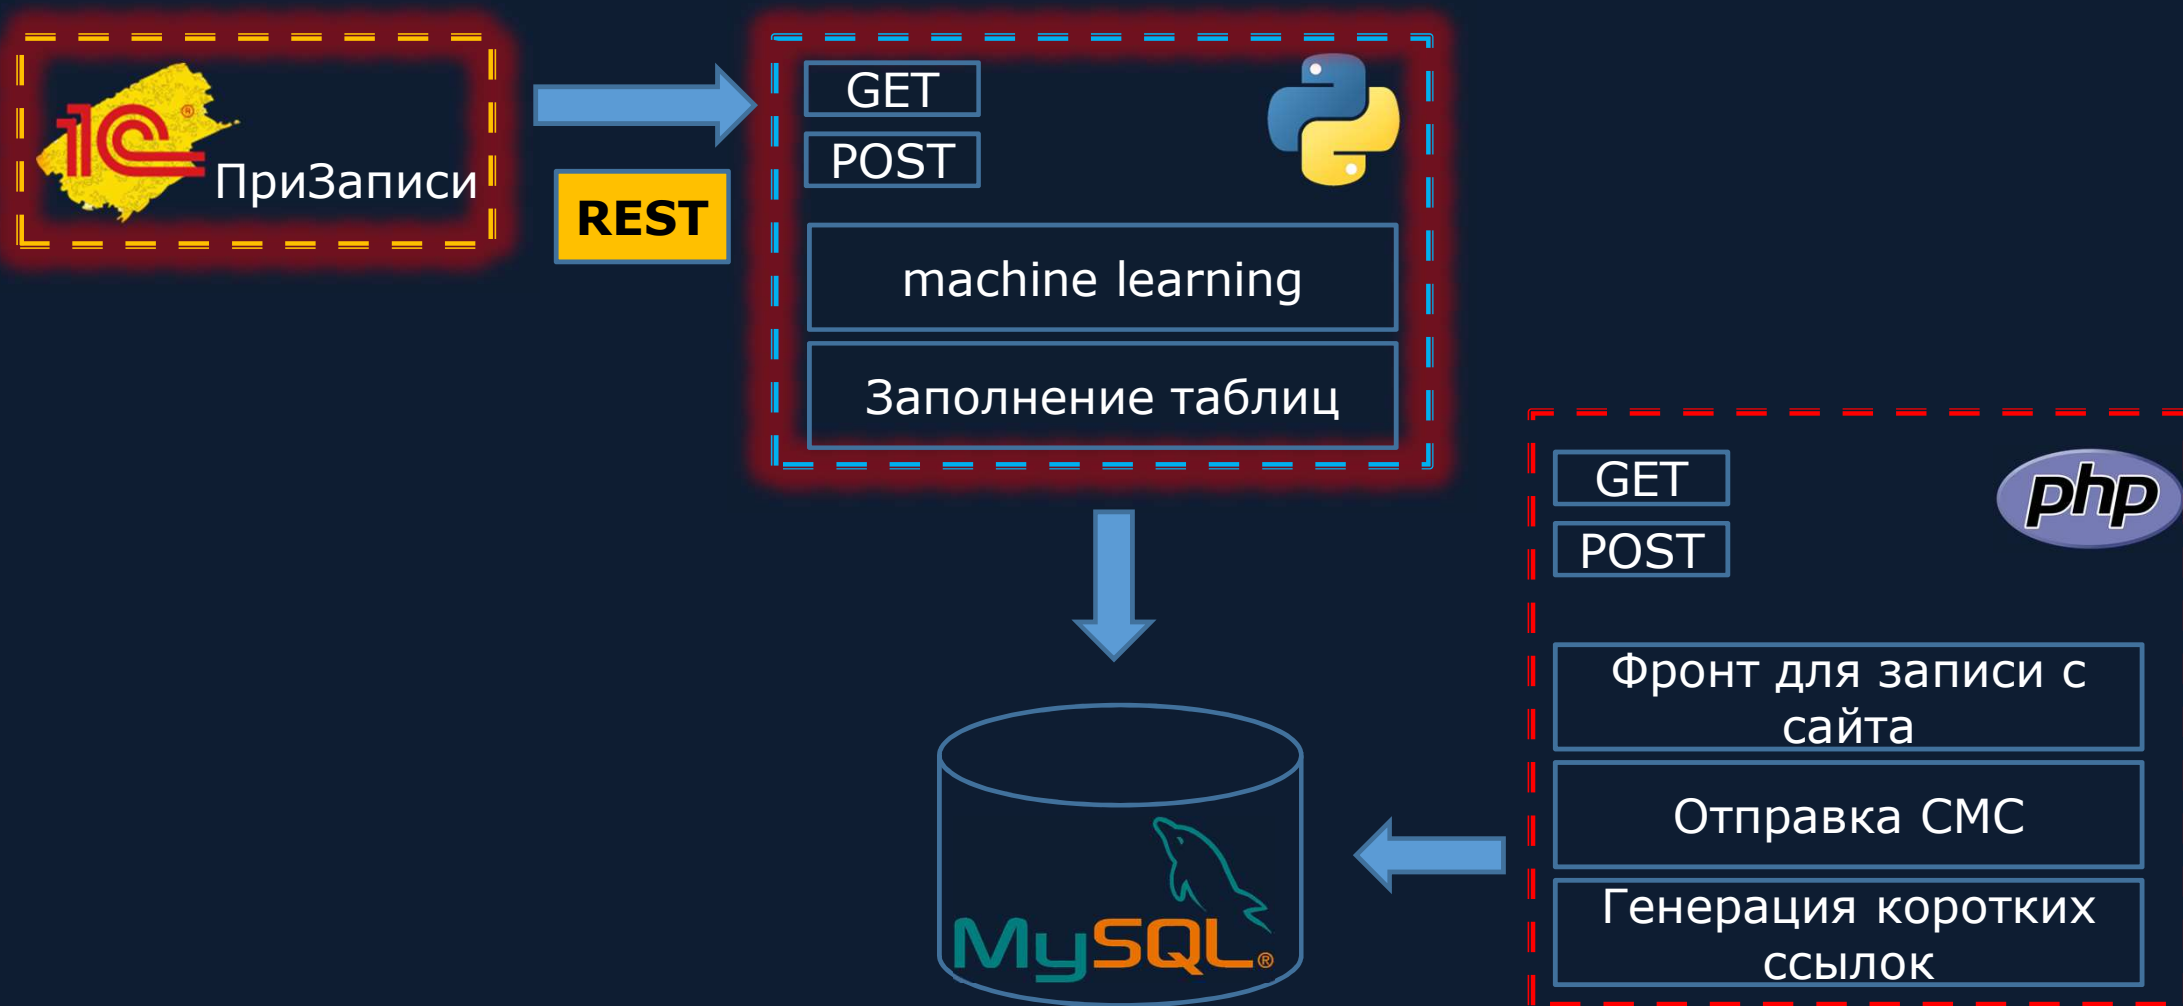 1С®
ПриЗаписи
REST
GET
POST
machine learning
Заполнение таблиц
GET
php
POST
Фронт для записи с
сайта
Отправка СМС
Генерация коротких
ссылок
MySQL®